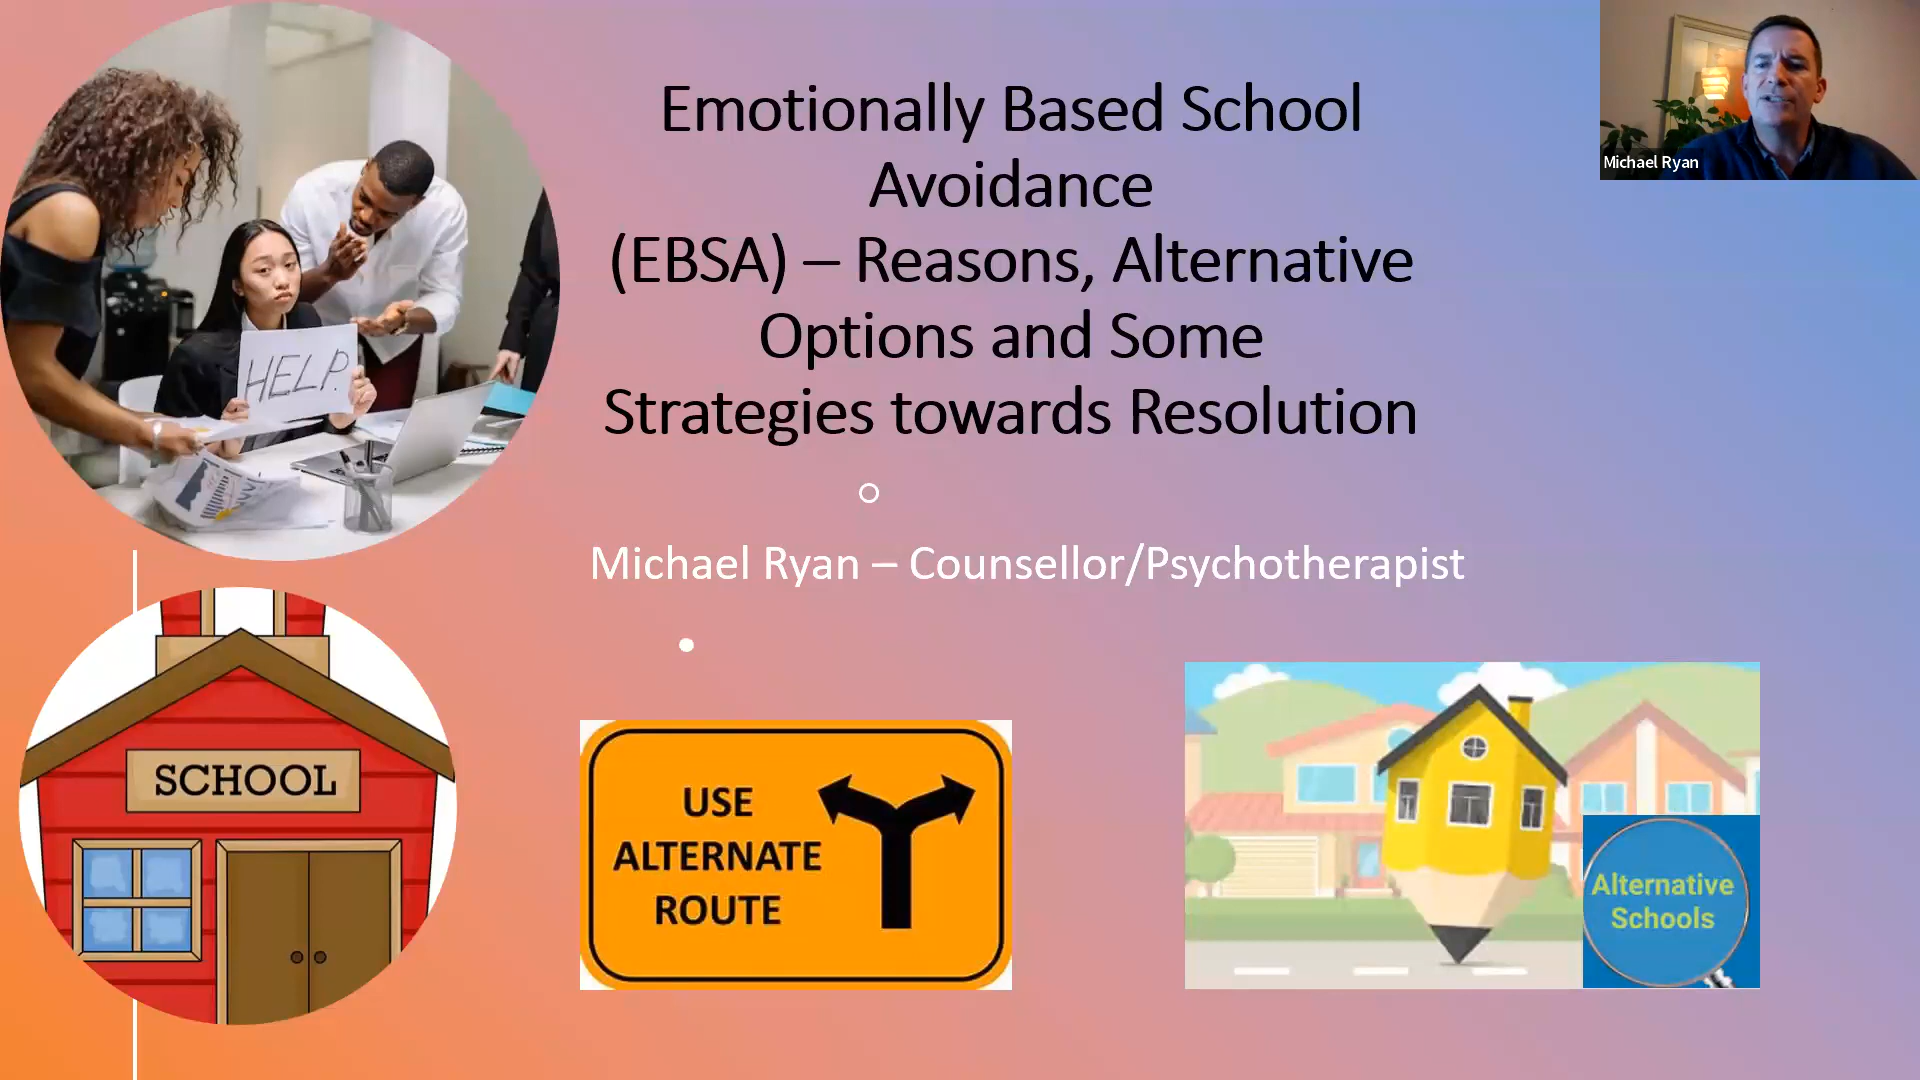 Emotionally Based School
Avoidance
(EBSA) – Reasons, Alternative
Options and Some
Strategies towards Resolution
Michael Ryan – Counsellor/Psychotherapist
Michael Ryan
HELP.
SCHOOL
USE
ALTERNATE
ROUTE
Alternative
Schools